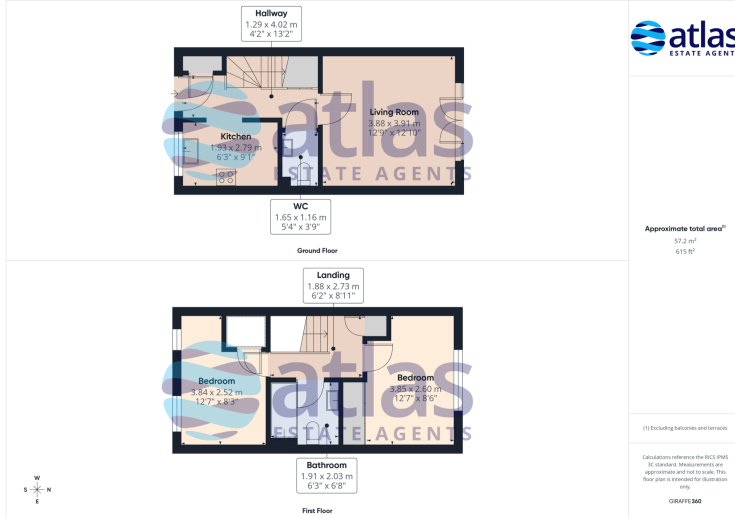 Hallway
1.29 x 4.02 m
4'2" x 13'2"
Living Room
3.88 x 3.91 m
12'9" x 12'10"
Kitchen
1.93 x 2.79 m
6'3" x 9'1"
atlas
ESTATE AGENTS
WC
1.65 x 1.16 m
5'4" x 3'9"
Ground Floor
Landing
1.88 x 2.73 m
6'2" x 8'11"
Bedroom
3.84 x 2.52 m
12'7" x 8'3"
Bedroom
3.85 x 2.60 m
12'7" x 8'6"
atlas
ESTATE AGENTS
Bathroom
1.91 x 2.03 m
6'3" x 6'8"
First Floor
W
S N
E
atlas
ESTATE AGENT
Approximate total area(1)
57.2 m²
615 ft²
(1) Excluding balconies and terraces
Calculations reference the RICS IPMS
3C standard. Measurements are
approximate and not to scale. This
floor plan is intended for illustration
only.
GIRAFFE360